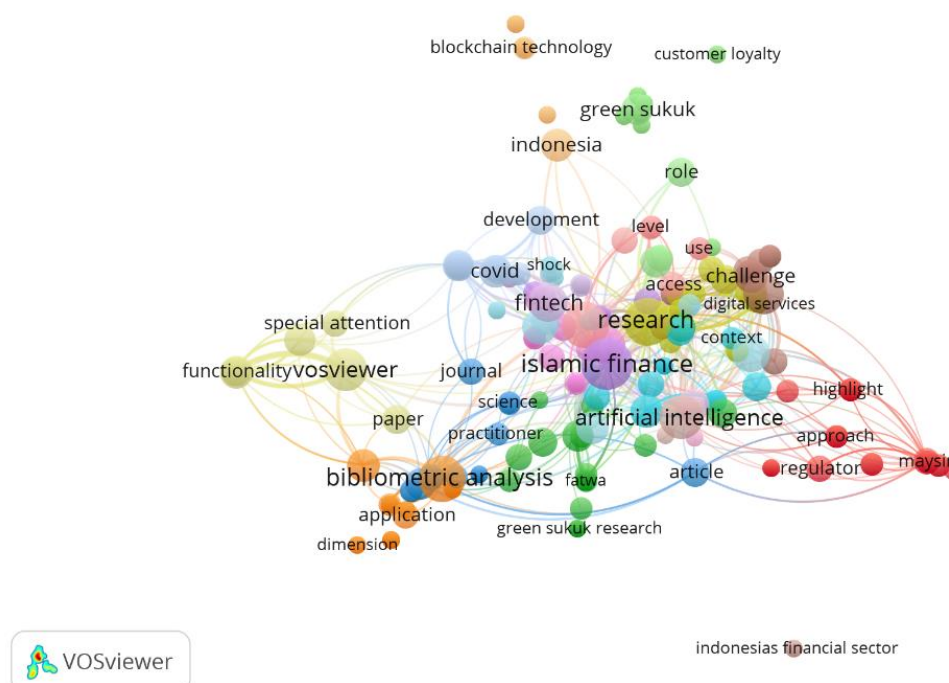 blockchain technology
customer loyalty
green sukuk
indonesia
role
development
level
use
covid
shock
access
challenge
fintech
digital services
special attention
research
context
functionality
vosviewer
journal
islamic finance
highlight
science
paper
practitioner
artificial intelligence
approach
bibliometric analysis
fatwa
article
regulator
maysir
application
green sukuk research
dimension
indonesias financial sector
VOSviewer